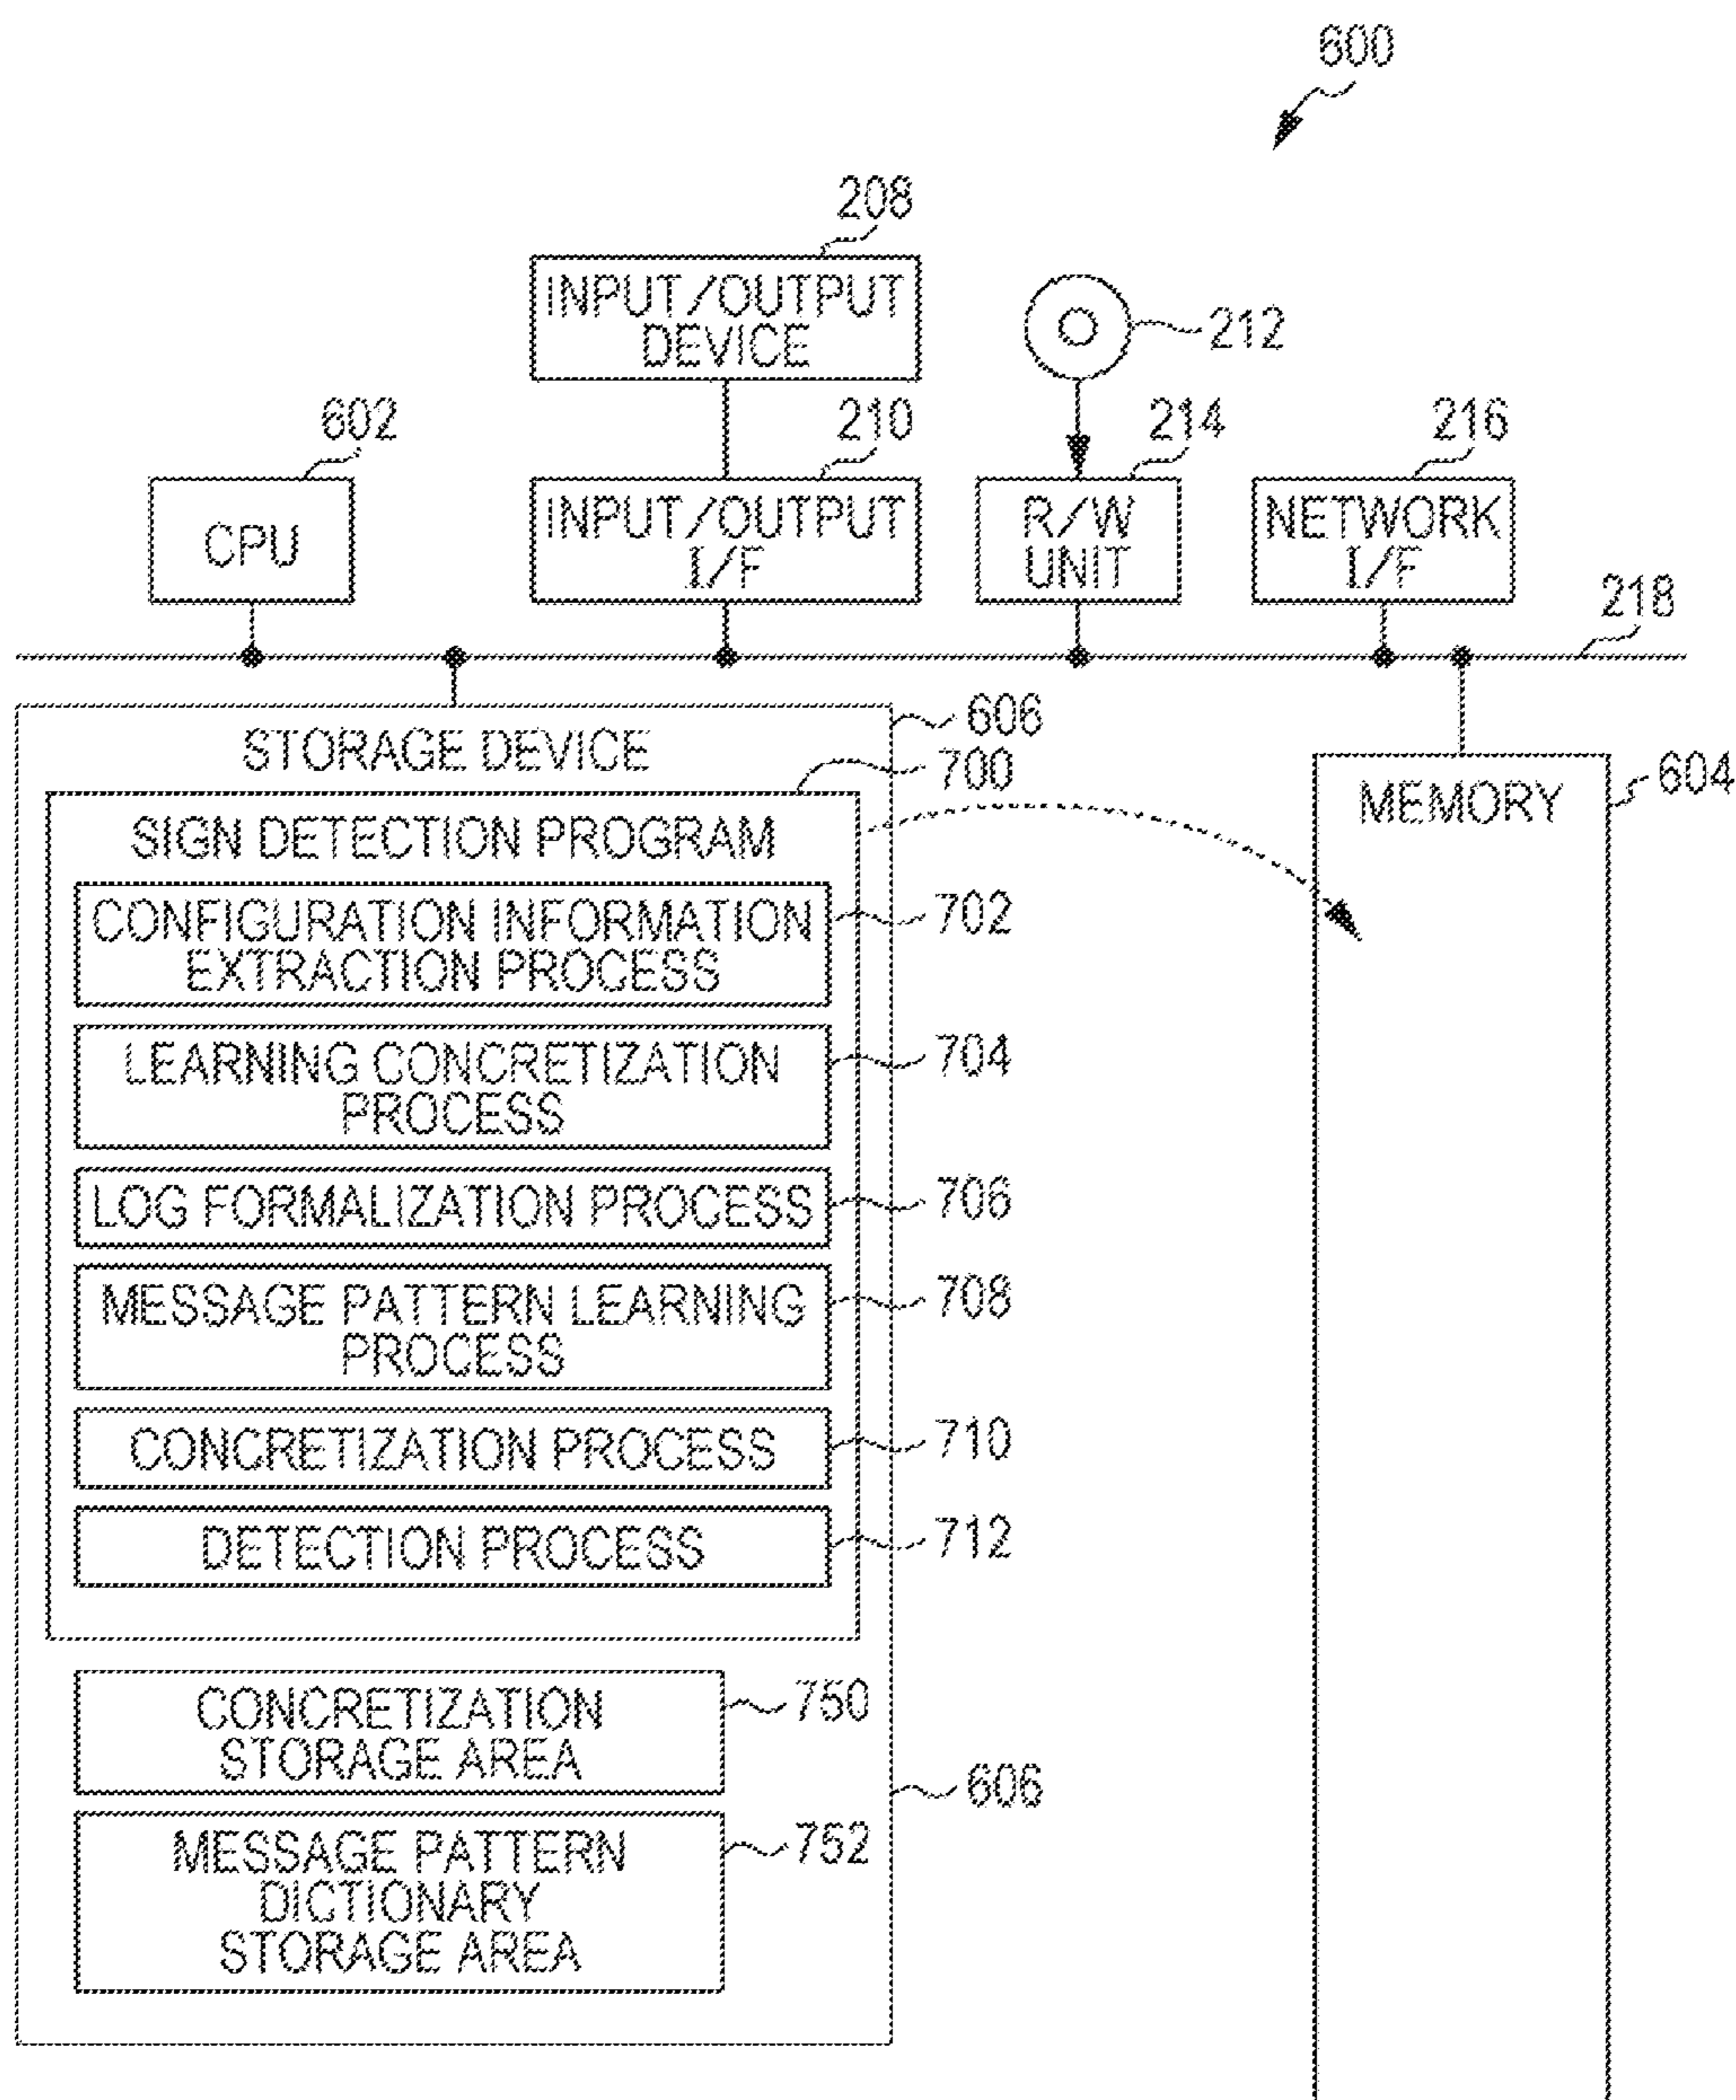 600
208
INPUT/OUTPUT
DEVICE
212
602
210
214
216
CPU
INPUT/OUTPUT
I/F
R/W
UNIT
NETWORK
I/F
218
606
STORAGE DEVICE
700
604
MEMORY
SIGN DETECTION PROGRAM
CONFIGURATION INFORMATION
EXTRACTION PROCESS
702
LEARNING CONCRETIZATION
PROCESS
704
LOG FORMALIZATION PROCESS
706
MESSAGE PATTERN LEARNING
PROCESS
708
CONCRETIZATION PROCESS
710
DETECTION PROCESS
712
CONCRETIZATION
STORAGE AREA
750
606
MESSAGE PATTERN
DICTIONARY
STORAGE AREA
752